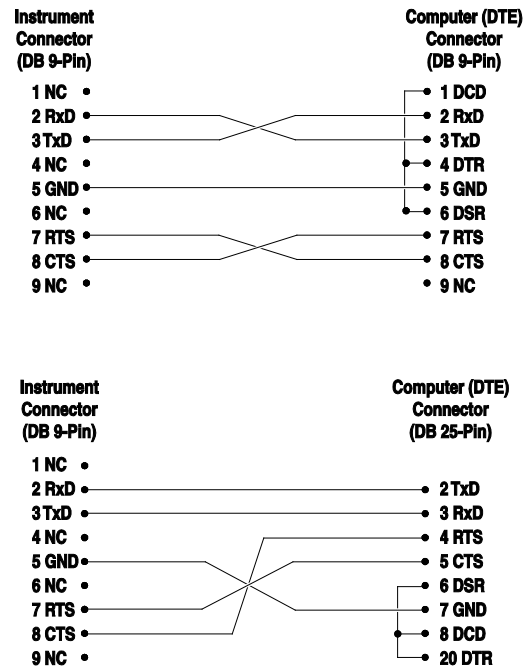 Instrument
Connector
(DB 9-Pin)
Computer (DTE)
Connector
(DB 9-Pin)
1 NC
1 DCD
2 RxD
2 RxD
3 TxD
3 TxD
4 NC
4 DTR
5 GND
5 GND
6 NC
6 DSR
7 RTS
7 RTS
8 CTS
8 CTS
9 NC
9 NC
Instrument
Connector
(DB 9-Pin)
Computer (DTE)
Connector
(DB 25-Pin)
1 NC
2 RxD
2 TxD
3 TxD
3 RxD
4 NC
4 RTS
5 GND
5 CTS
6 NC
6 DSR
7 RTS
7 GND
8 CTS
8 DCD
9 NC
20 DTR